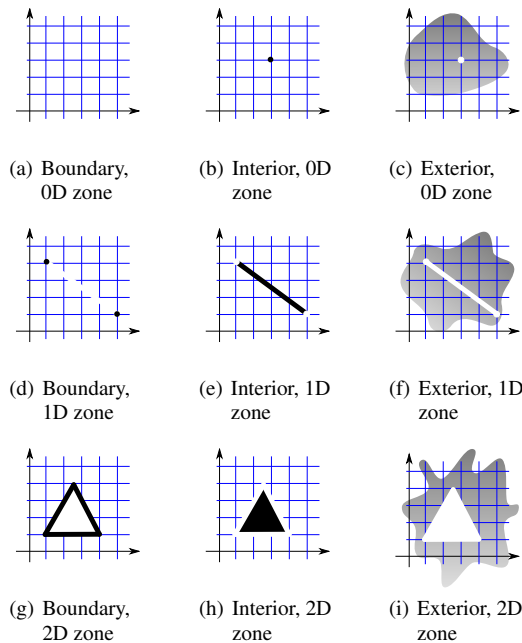 (a) Boundary,
0D zone
(b) Interior, 0D
zone
(c) Exterior,
0D zone
(d) Boundary,
1D zone
(e) Interior, 1D
zone
(f) Exterior, 1D
zone
(g) Boundary,
2D zone
(h) Interior, 2D
zone
(i) Exterior, 2D
zone